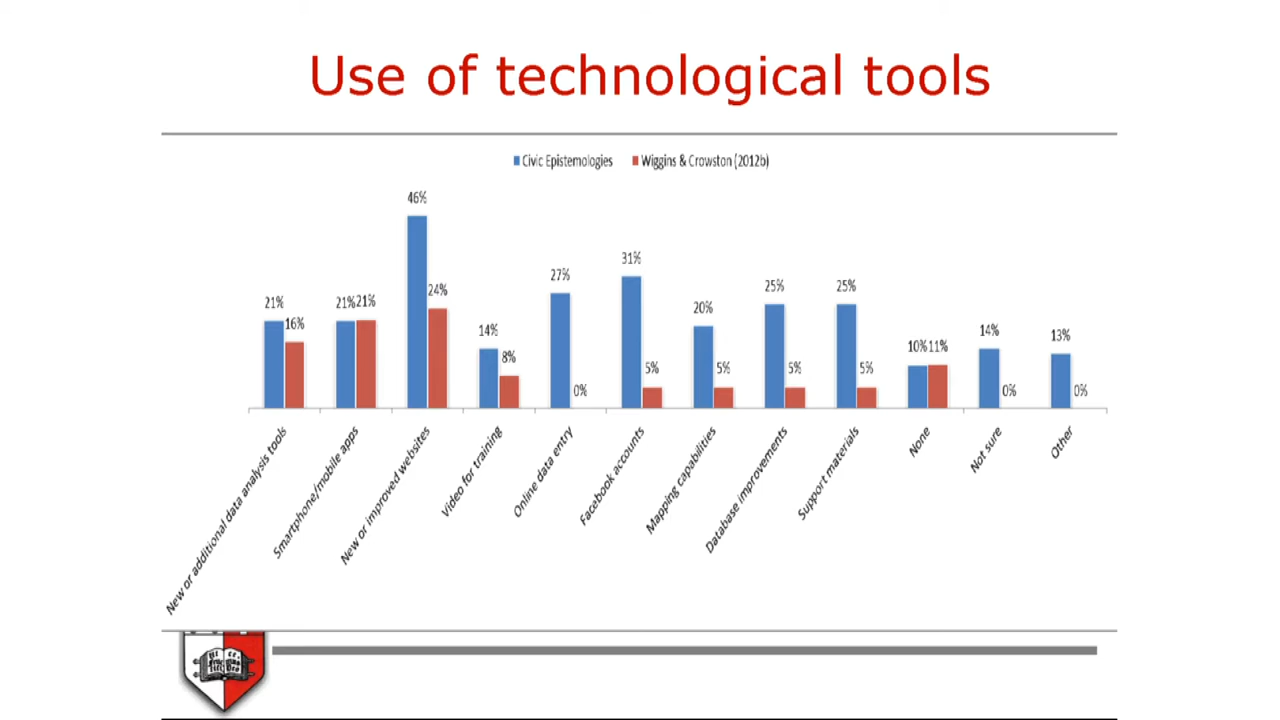 Use of technological tools
Civic Epistemologies Wiggins & Crowston (2012b)
46%
31%
27%
25% 25%
24%
21% 21% 21%
20%
16%
14% 14%
13%
10% 11%
8%
5% 5% 5% 5%
0% 0% 0%
New or additional data analysis tools
Smartphone/mobile apps
New or improved websites
Video for training
Online data entry
Facebook accounts
Mapping capabilities
Database improvements
Support materials
None
Not sure
Other